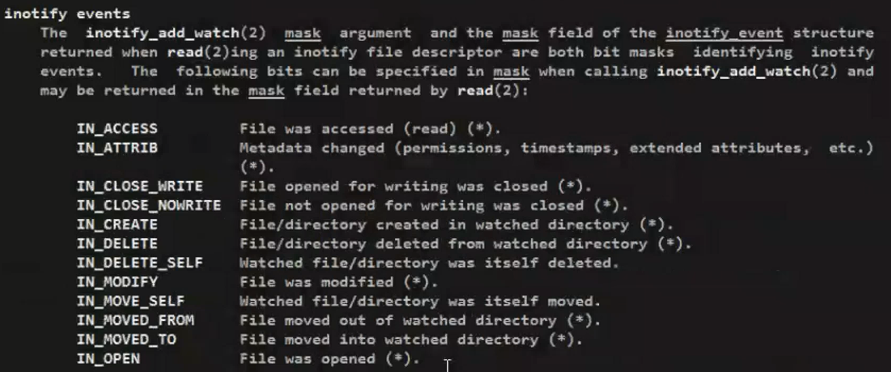 inotify events
The inotify_add_watch(2) mask argument and the mask field of the inotify_event structure
returned when read(2)ing an inotify file descriptor are both bit masks identifying inotify
events. The following bits can be specified in mask when calling inotify_add_watch(2) and
may be returned in the mask field returned by read(2):
IN_ACCESS File was accessed (read) (*).
IN_ATTRIB Metadata changed (permissions, timestamps, extended attributes, etc.)
(*).
IN_CLOSE_WRITE File opened for writing was closed (*).
IN_CLOSE_NOWRITE File not opened for writing was closed (*).
IN_CREATE File/directory created in watched directory (*).
IN_DELETE File/directory deleted from watched directory (*).
IN_DELETE_SELF Watched file/directory was itself deleted.
IN_MODIFY File was modified (*).
IN_MOVE_SELF Watched file/directory was itself moved.
IN_MOVED_FROM File moved out of watched directory (*).
IN_MOVED_TO File moved into watched directory (*).
IN_OPEN File was opened (*).